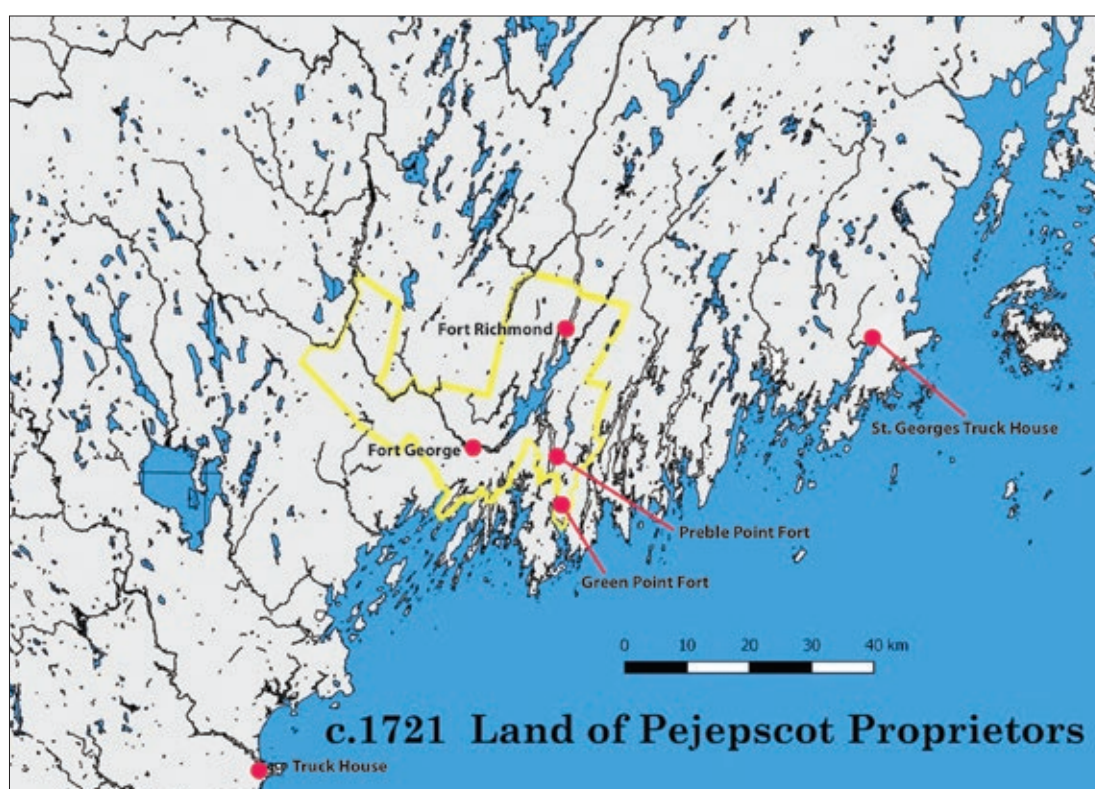 Fort Richmond
St. Georges Truck House
Fort George
Preble Point Fort
Green Point Fort
0 10 20 30 40 km
c.1721 Land of Pejepscot Proprietors
Truck House